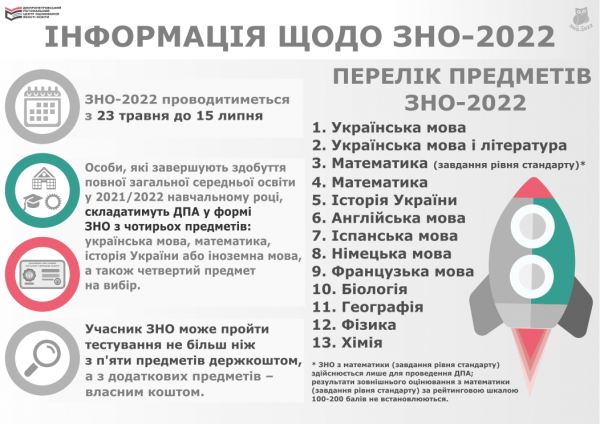 ДНІПРОПЕТРОВСЬКИЙ
РЕГІОНАЛЬНИЙ
ЦЕНТР ОЦІНЮВАННЯ
ЯКОСТІ ОСВІТИ
ІНФОРМАЦІЯ ЩОДО ЗНО-2022
ЗНО-2022 проводитиметься
з 23 травня до 15 липня
Особи, які завершують здобуття
повної загальної середньої освіти
у 2021/2022 навчальному році,
складатимуть ДПА у формі
ЗНО з чотирьох предметів:
українська мова, математика,
історія України або іноземна мова,
а також четвертий предмет
на вибір.
Учасник ЗНО може пройти
тестування не більш ніж
з п'яти предметів держкоштом,
а з додаткових предметів –
власним коштом.
ПЕРЕЛІК ПРЕДМЕТІВ
ЗНО-2022
1. Українська мова
2. Українська мова і література
3. Математика (завдання рівня стандарту)*
4. Математика
5. Історія України
6. Англійська мова
7. Іспанська мова
8. Німецька мова
9. Французька мова
10. Біологія
11. Географія
12. Фізика
13. Хімія
* ЗНО з математики (завдання рівня стандарту)
здійснюється лише для проведення ДПА;
результати зовнішнього оцінювання з математики
(завдання рівня стандарту) за рейтинговою шкалою
100-200 балів не встановлюються.